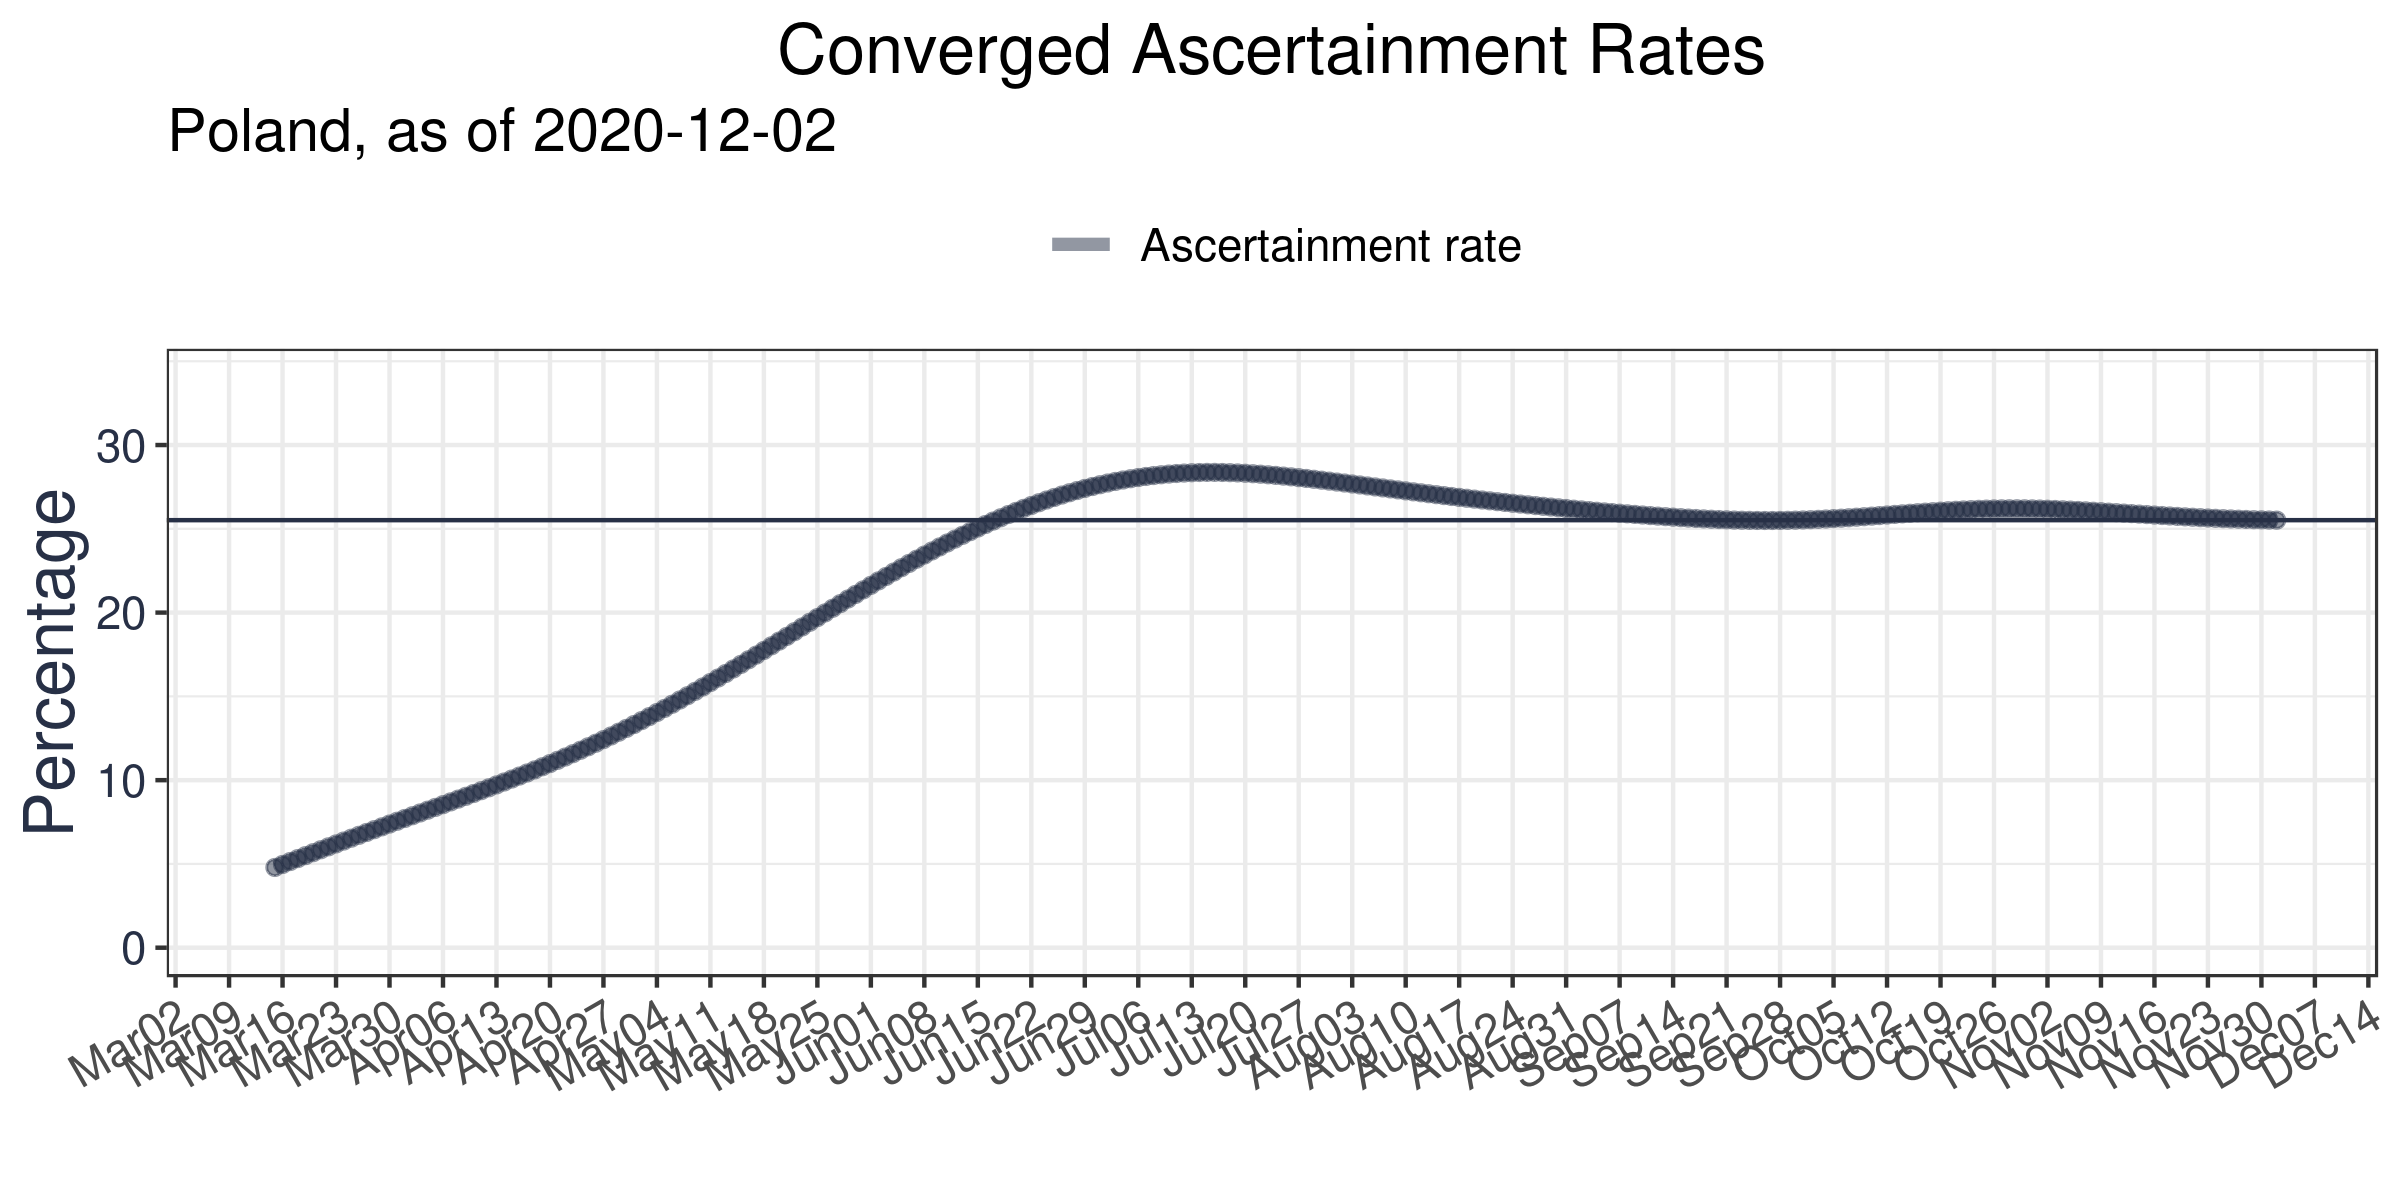 Converged Ascertainment Rates
Poland, as of 2020-12-02
Ascertainment rate
Percentage
30
20
10
0
Mar02 Mar09 Mar16 Mar23 Mar30 Apr06 Apr13 Apr20 Apr27 May04 May11 May18 May25 Jun01 Jun08 Jun15 Jun22 Jun29 Jul06 Jul13 Jul20 Jul27 Aug03 Aug10 Aug17 Aug24 Aug31 Sep07 Sep14 Sep21 Sep28 Oct05 Oct12 Oct19 Oct26 Nov02 Nov09 Nov16 Nov23 Nov30 Dec07 Dec14